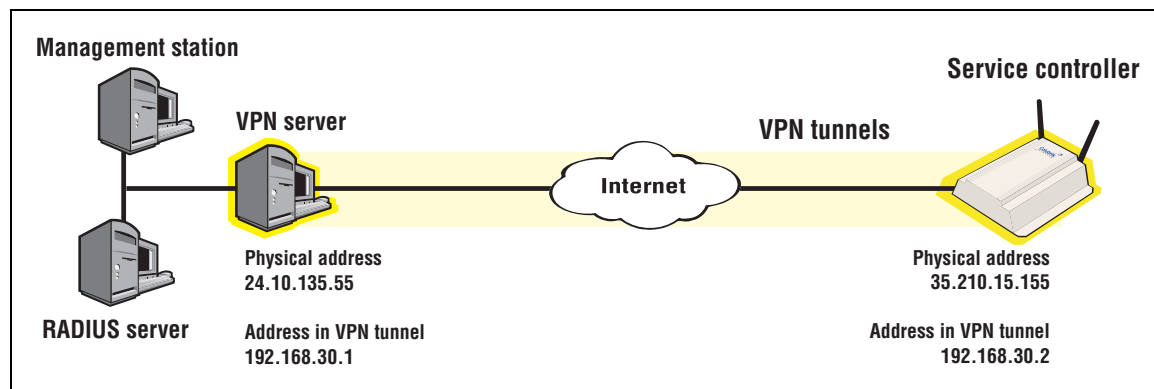 Management station
Service controller
VPN server
VPN tunnels
Internet
Physical address
24.10.135.55
Physical address
35.210.15.155
RADIUS server
Address in VPN tunnel
192.168.30.1
Address in VPN tunnel
192.168.30.2